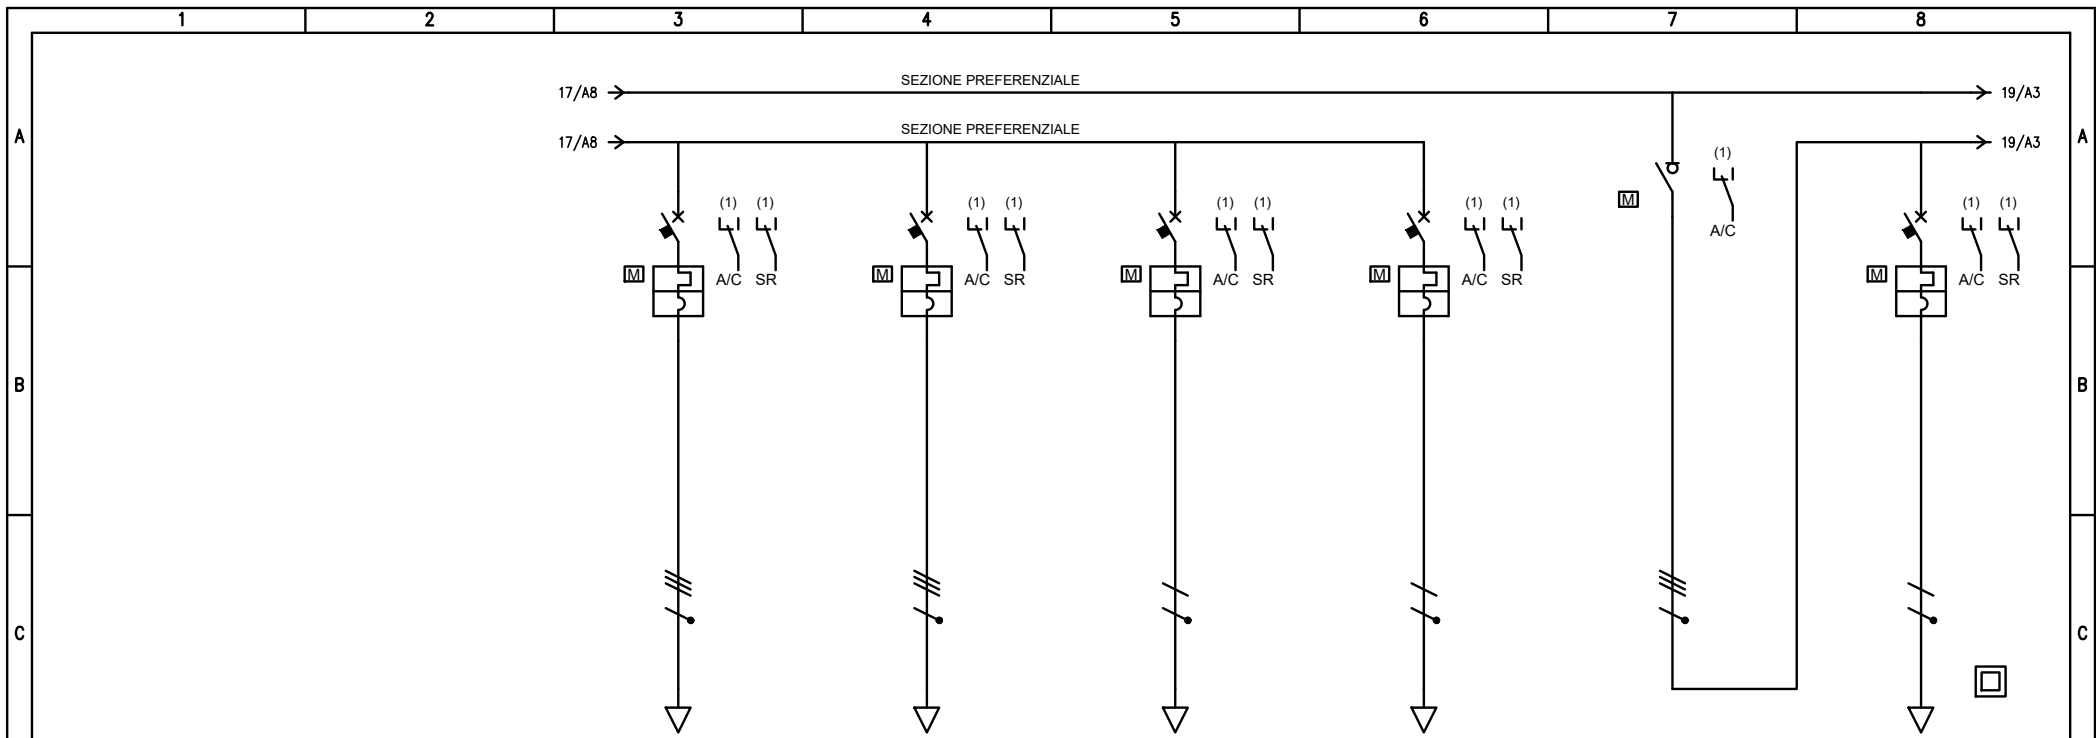 1 2 3 4 5 6 7 8
SEZIONE PREFERENZIALE
17/A8 19/A3
SEZIONE PREFERENZIALE
A 17/A8 19/A3 A
(1)
(1) (1) (1) (1) (1) (1) (1) (1) (1) (1)
M
A/C
M A/C SR M A/C SR M A/C SR M A/C SR M A/C SR
B B
C C